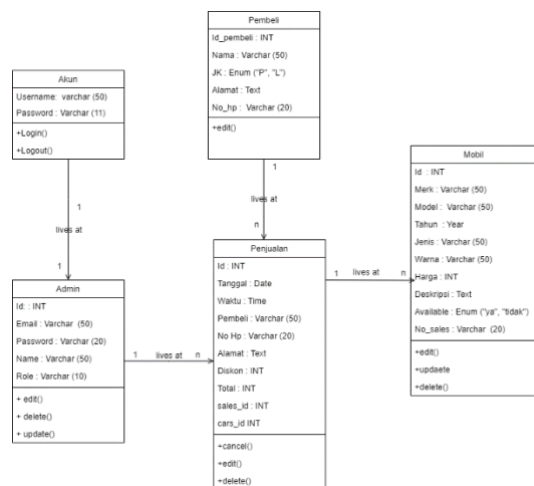 Pembeli
Id_pembeli : INT
Nama : Varchar (50)
JK : Enum ("P", "L")
Alamat : Text
No_hp : Varchar (20)
+edit()
Akun
Username: varchar (50)
Password : Varchar (11)
+Login()
+Logout()
1
lives at
1
1
lives at
n
Mobil
Id : INT
Merk : Varchar (50)
Model : Varchar (50)
Tahun : Year
Jenis : Varchar (50)
Warna : Varchar (50)
Harga : INT
Deskripsi : Text
Available : Enum ("ya", "tidak")
No_sales : Varchar (20)
+edit()
+updaete
+delete()
Penjualan
Id : INT
Tanggal : Date
Waktu : Time
Pembeli : Varchar (50)
No Hp : Varchar (20)
Alamat : Text
Diskon : INT
Total : INT
sales_id : INT
cars_id INT
+cancel()
+edit()
+delete()
1 lives at n
Admin
Id: : INT
Email : Varchar (50)
Password : Varchar (20)
Name : Varchar (50)
Role : Varchar (10)
+ edit()
+ delete()
+ update()
1 lives at n